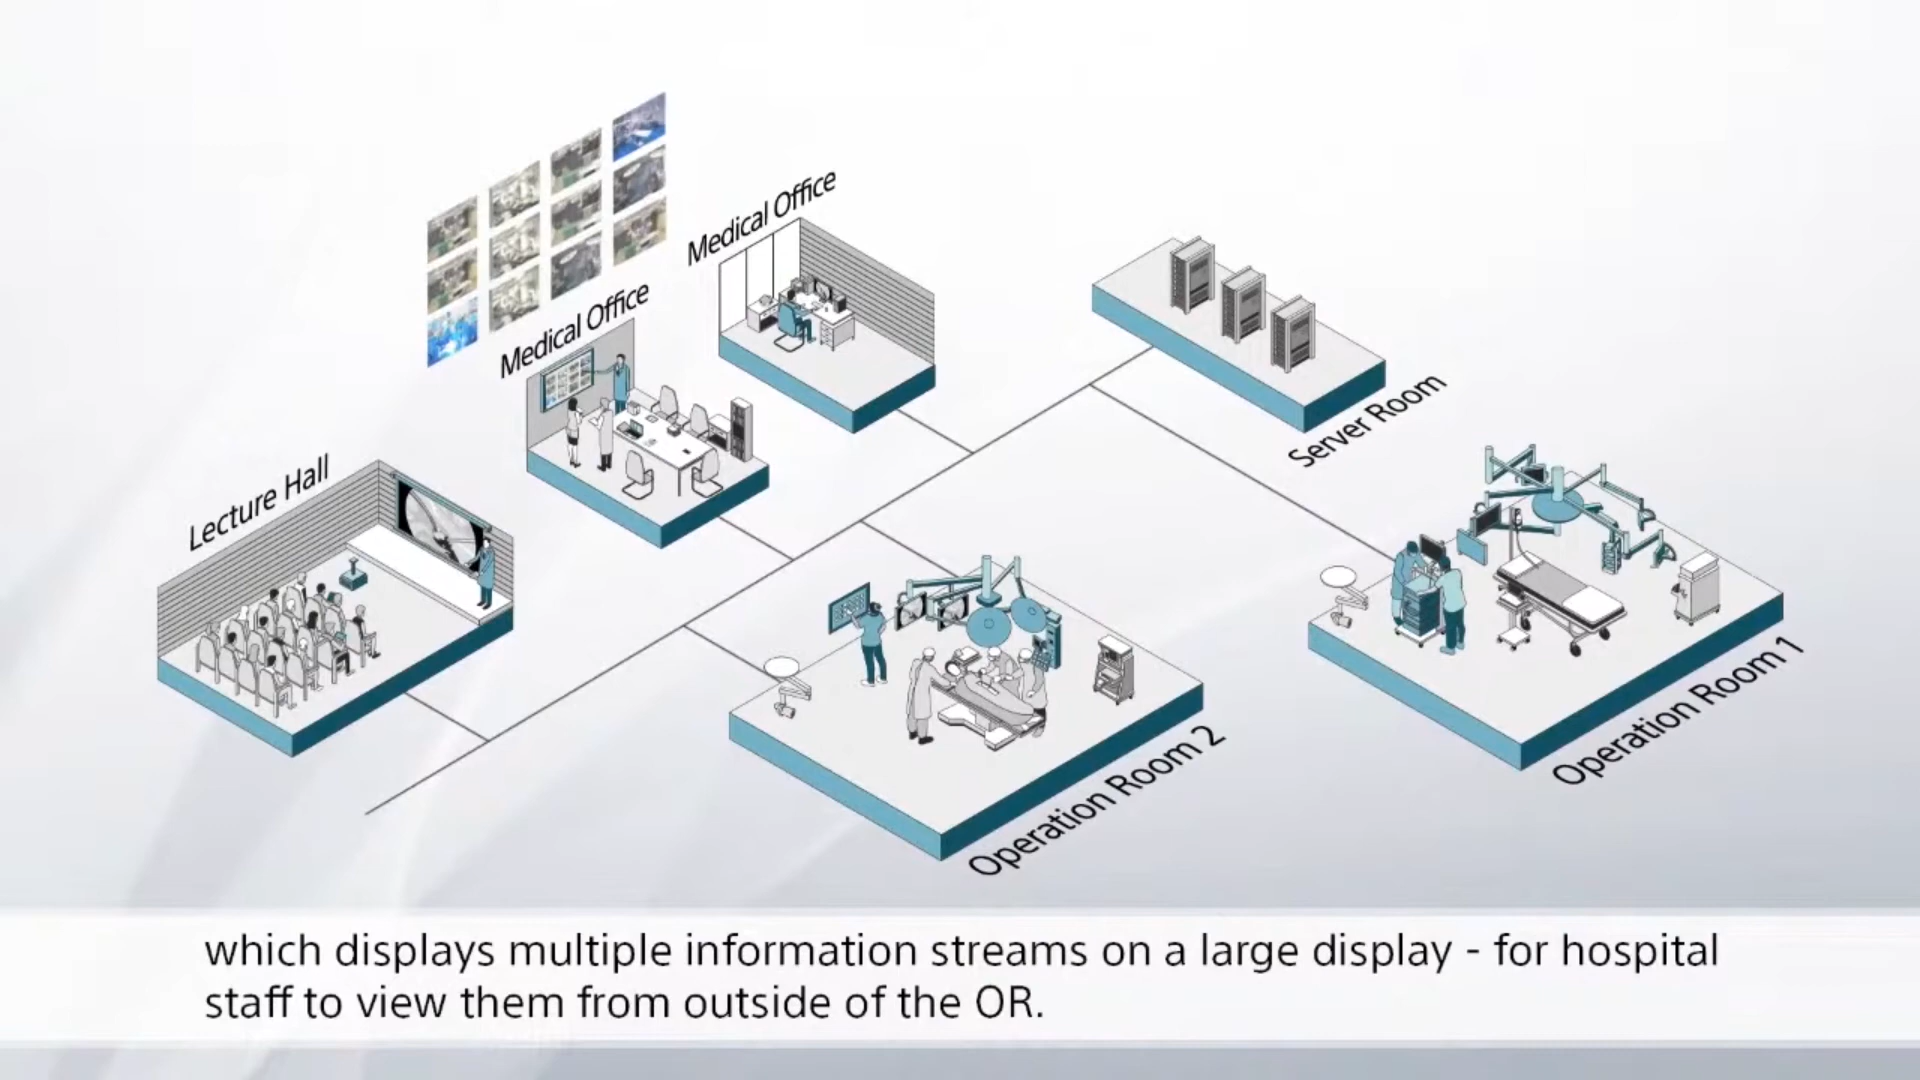 Medical Office
Medical Office
Lecture Hall
Server Room
Operation Room 1
Operation Room 2
which displays multiple information streams on a large display - for hospital
staff to view them from outside of the OR.